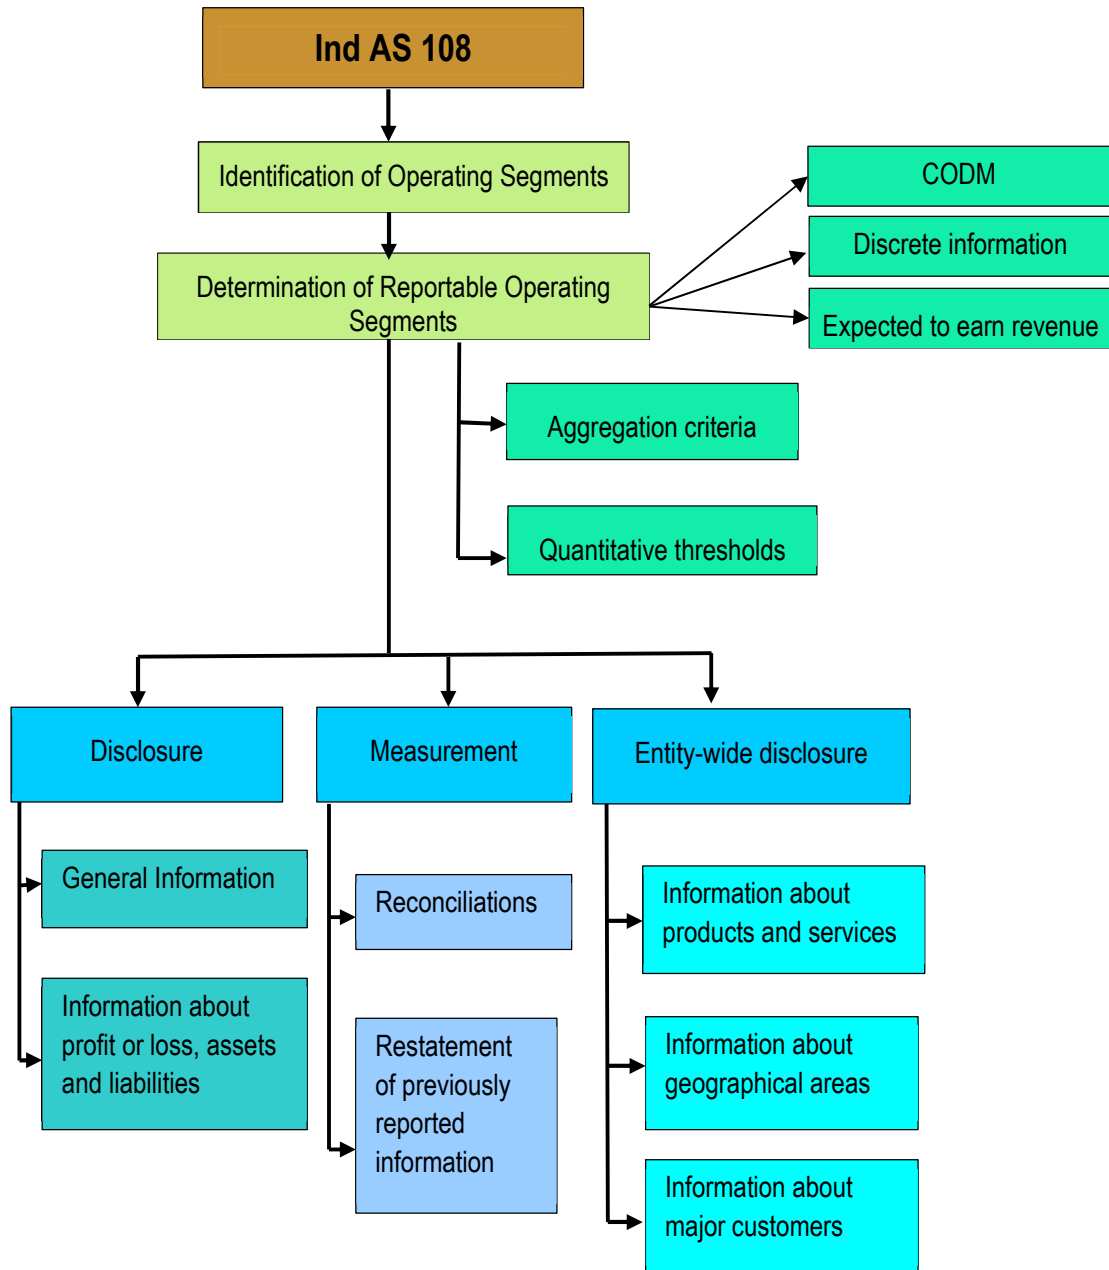 Ind AS 108
Identification of Operating Segments
CODM
Discrete information
Determination of Reportable Operating
Segments
Expected to earn revenue
Aggregation criteria
Quantitative thresholds
Disclosure
Measurement
Entity-wide disclosure
General Information
Information about
profit or loss, assets
and liabilities
Reconciliations
Restatement
of previously
reported
information
Information about
products and services
Information about
geographical areas
Information about
major customers